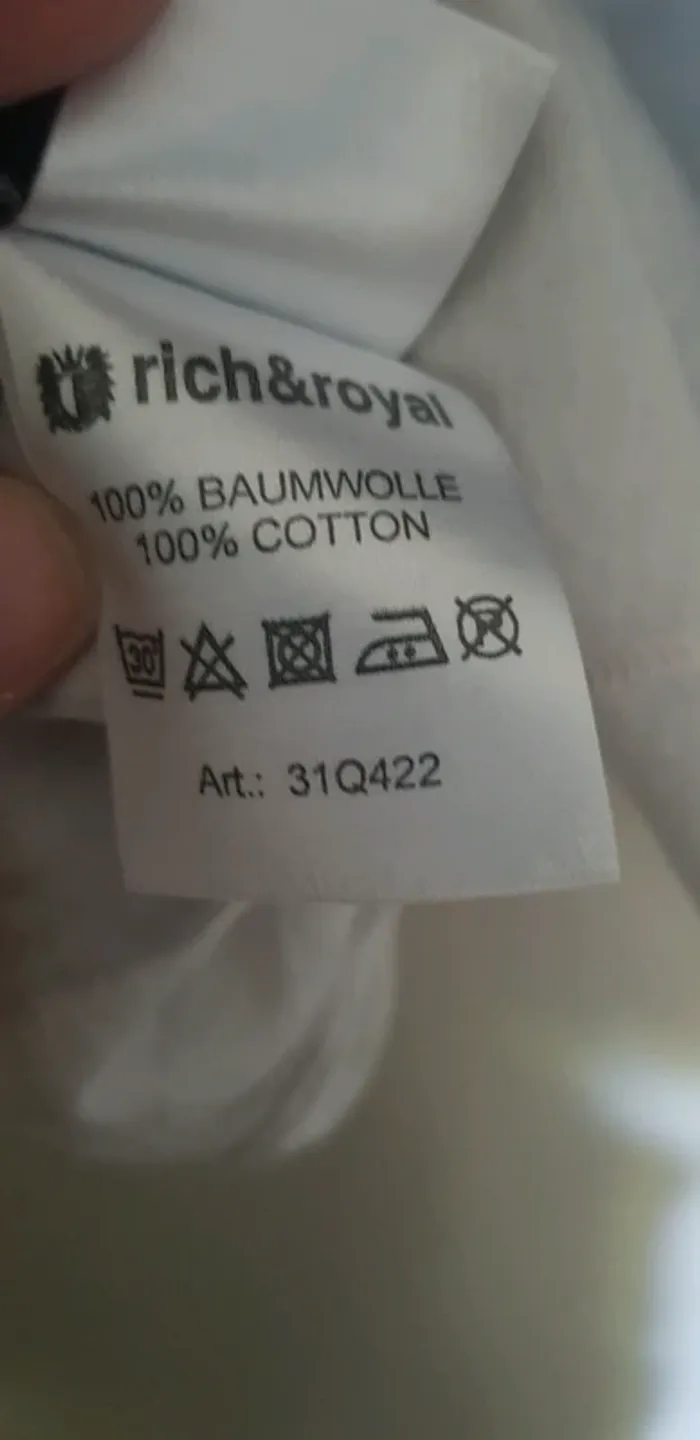 rich&royal
100% BAUMWOLLE
100% COTTON
30
Art.: 31Q422